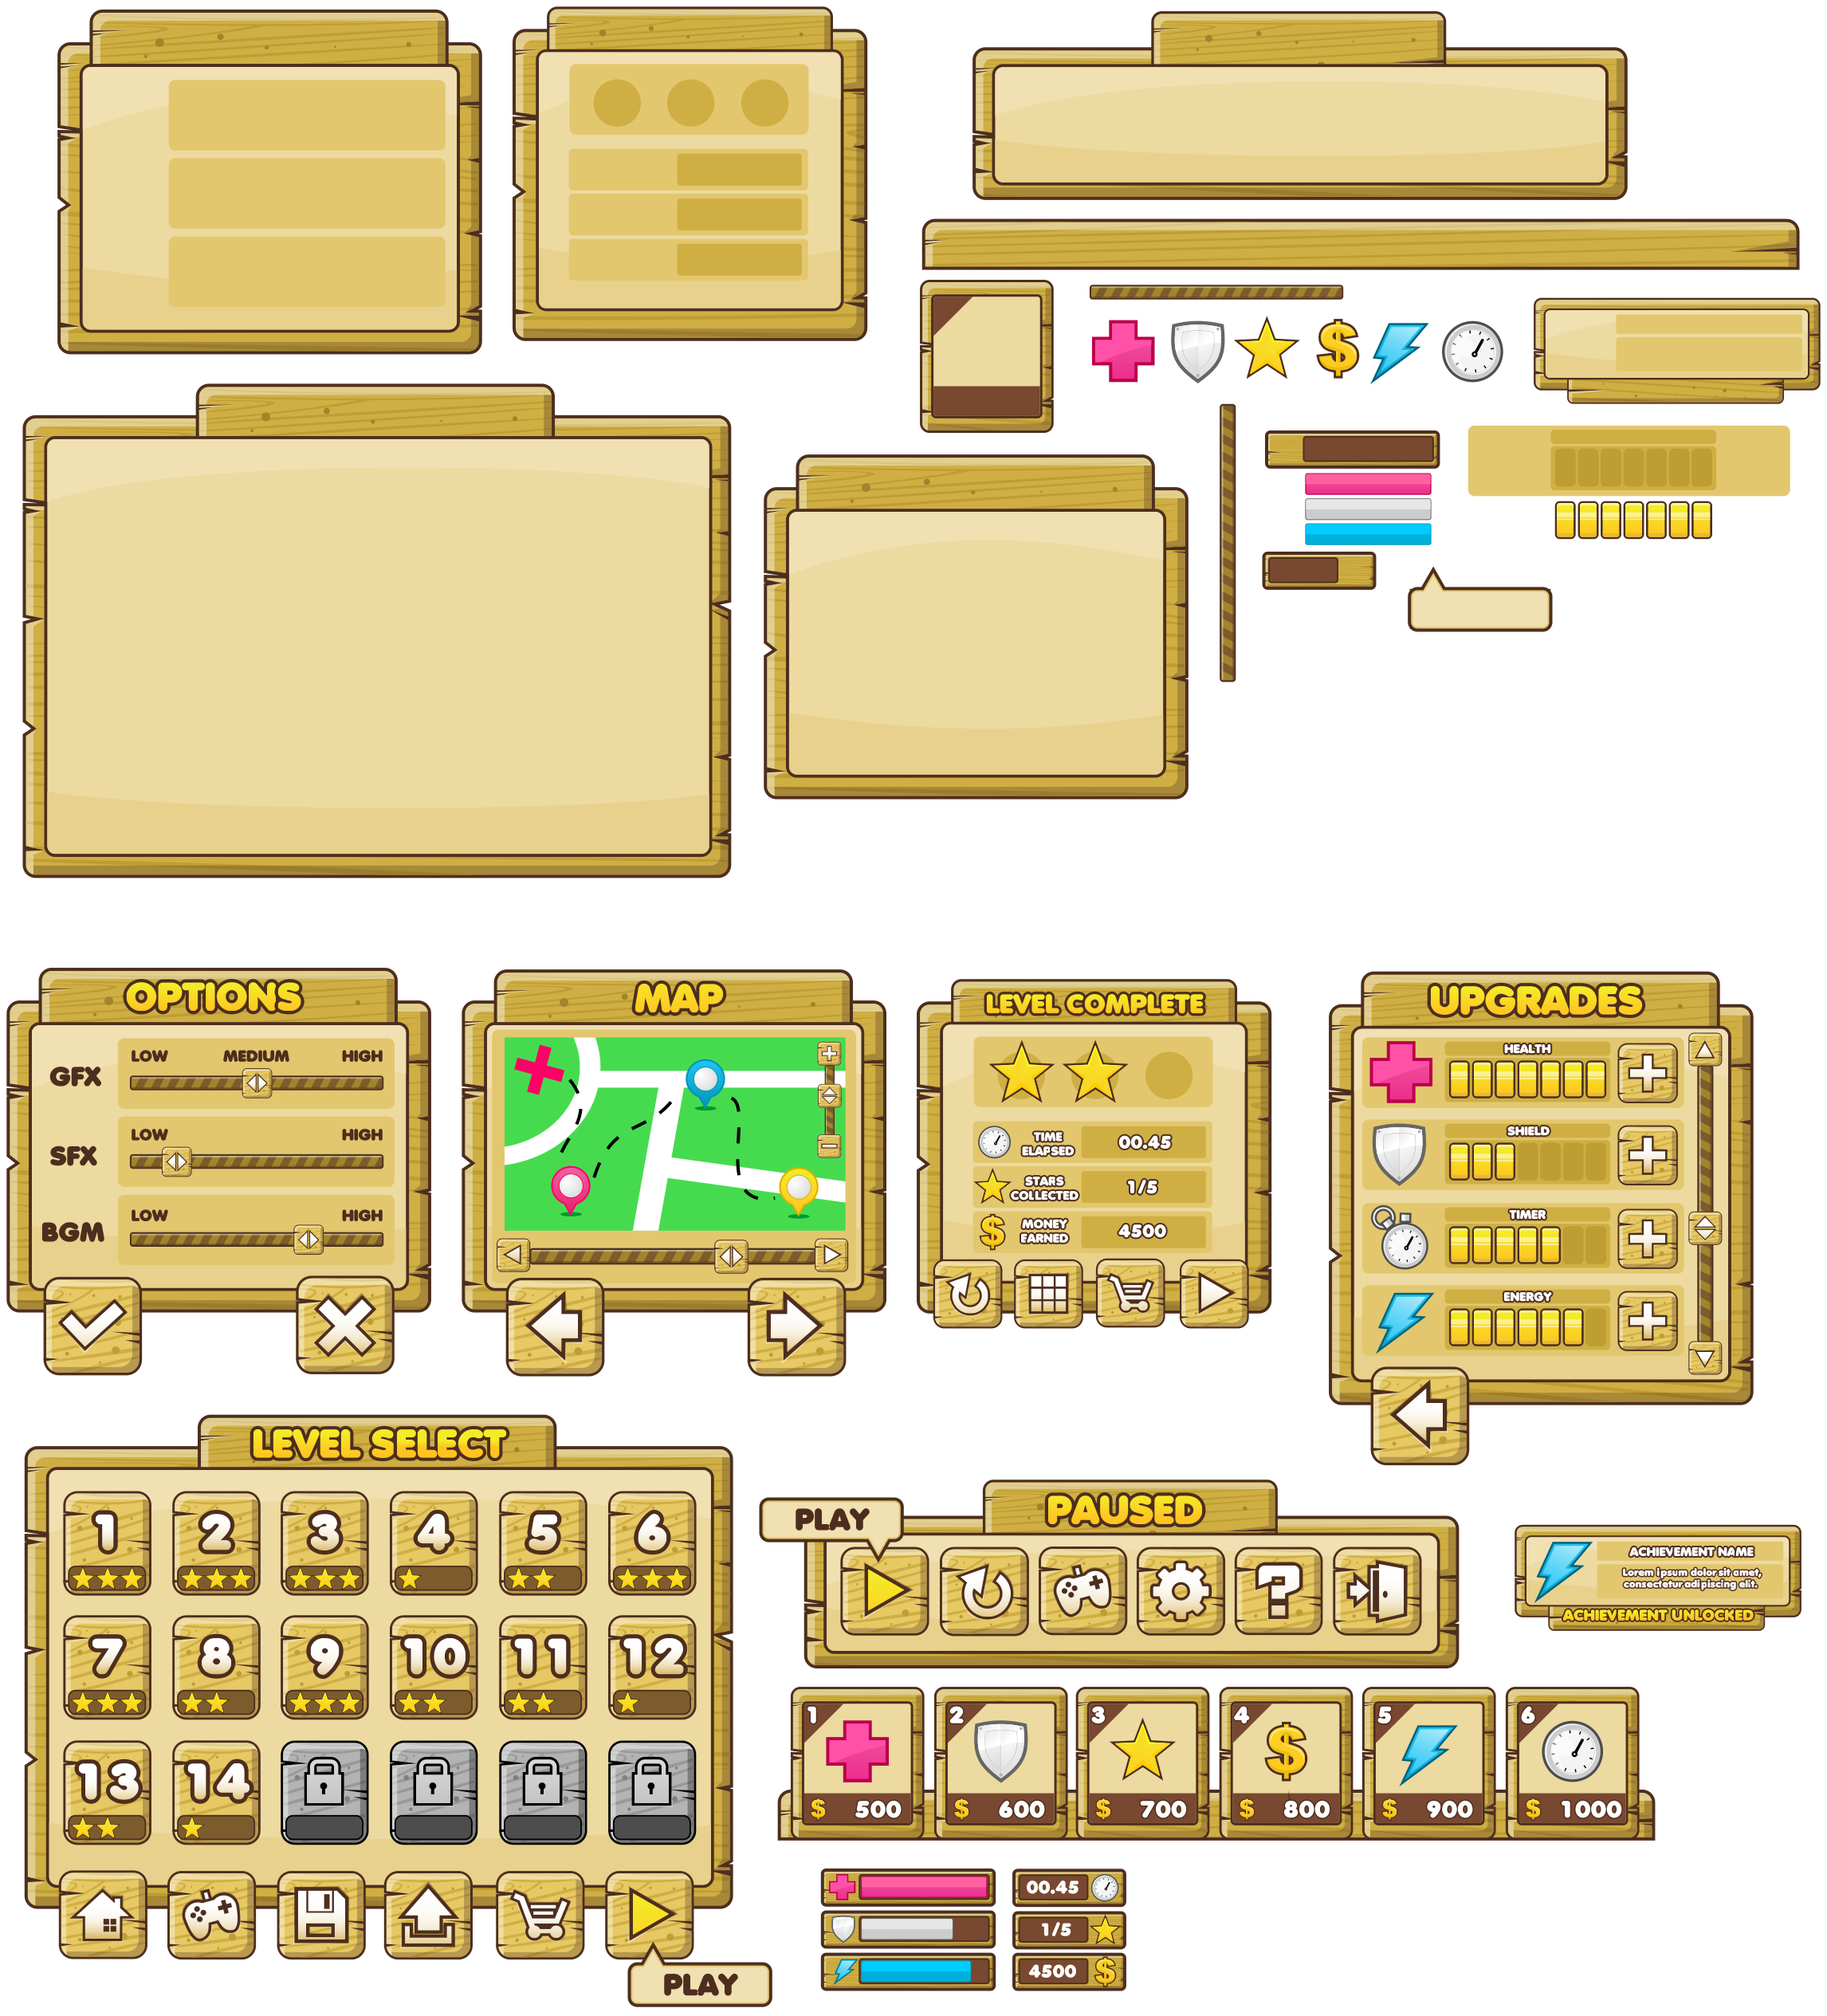 OPTIONS
LOW MEDIUM HIGH
GFX
LOW HIGH
SFX
LOW HIGH
BGM
MAP
LEVEL COMPLETE
TIME
ELAPSED
00.45
STARS
COLLECTED
1/5
MONEY
EARNED
4500
UPGRADES
HEALTH
SHIELD
TIMER
ENERGY
LEVEL SELECT
1 2 3 4 5 6
7 8 9 10 11 12
13 14
PLAY
PLAY
PAUSED
ACHIEVEMENT NAME
Lorem ipsum dolor sit amet,
consectetur adipiscing elit.
ACHIEVEMENT UNLOCKED
1 2 3 4 5 6
$ 500 $ 600 $ 700 $ 800 $ 900 $ 1000
00.45
1/5
4500